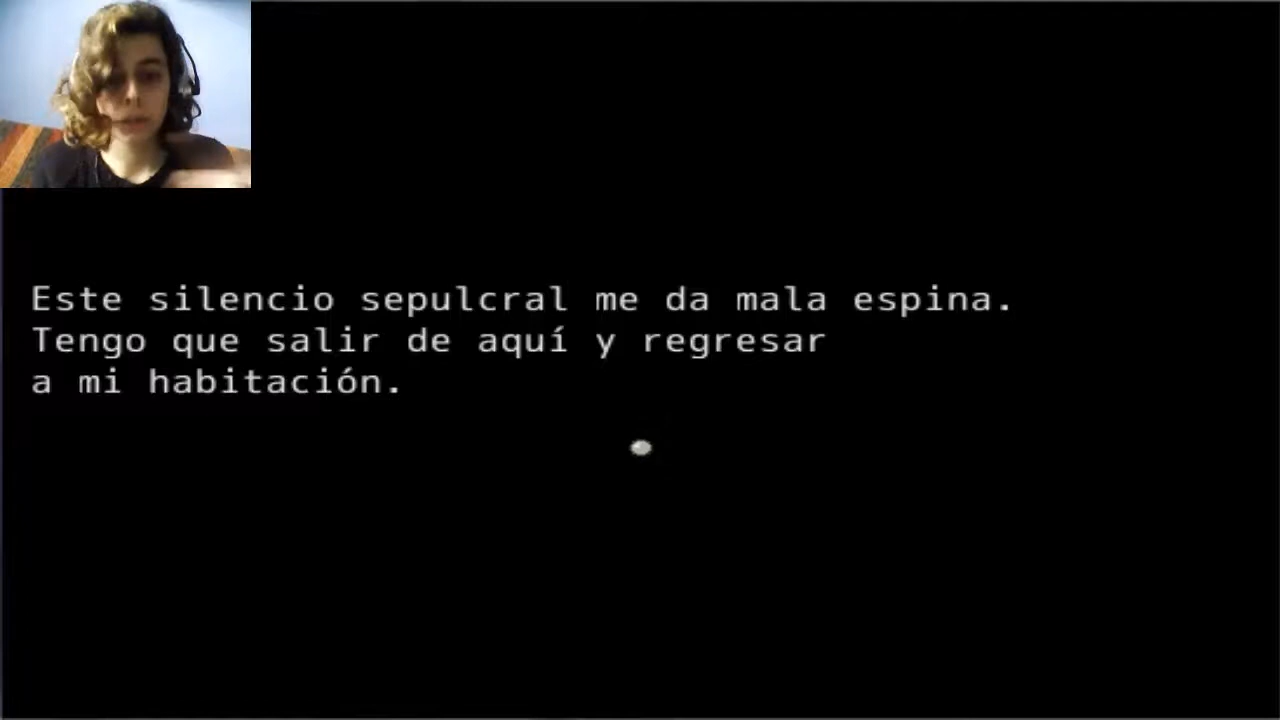 Este silencio sepulcral me da mala espina.
Tengo que salir de aquí y regresar
a mi habitación.